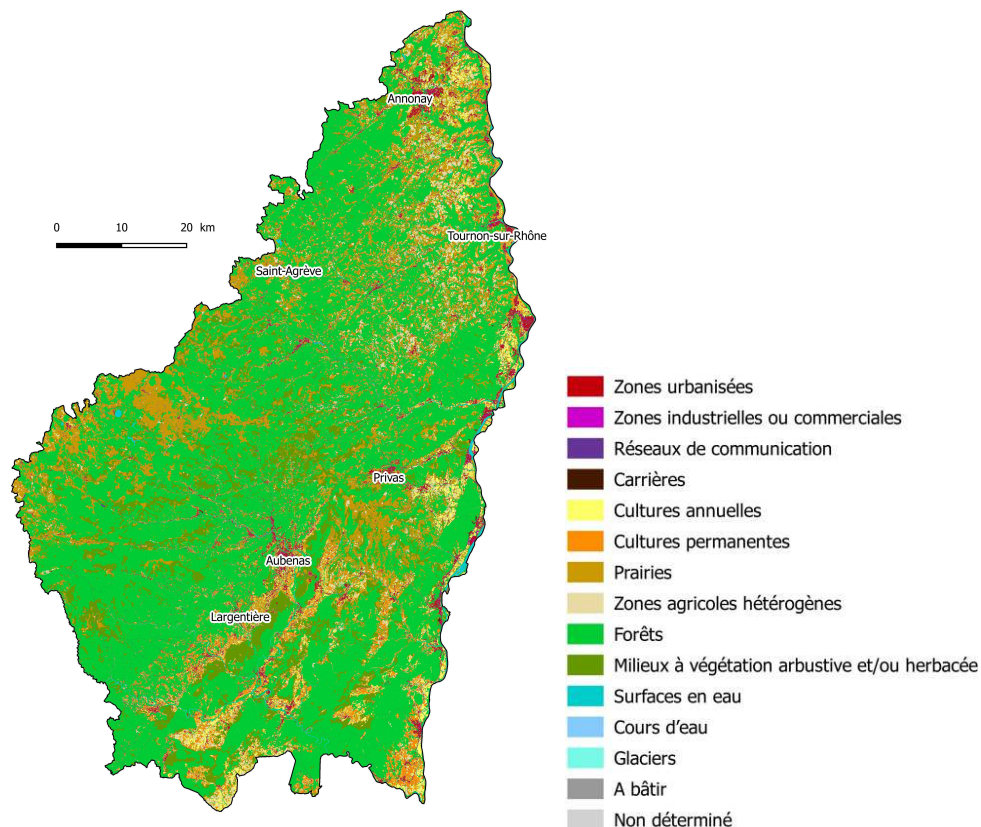 Annonay
0 10 20 km
Tournon-sur-Rhône
Saint-Agrève
Privas
Aubenas
Largentière
Zones urbanisées
Zones industrielles ou commerciales
Réseaux de communication
Carrières
Cultures annuelles
Cultures permanentes
Prairies
Zones agricoles hétérogènes
Forêts
Milieux à végétation arbustive et/ou herbacée
Surfaces en eau
Cours d'eau
Glaciers
A bâtir
Non déterminé